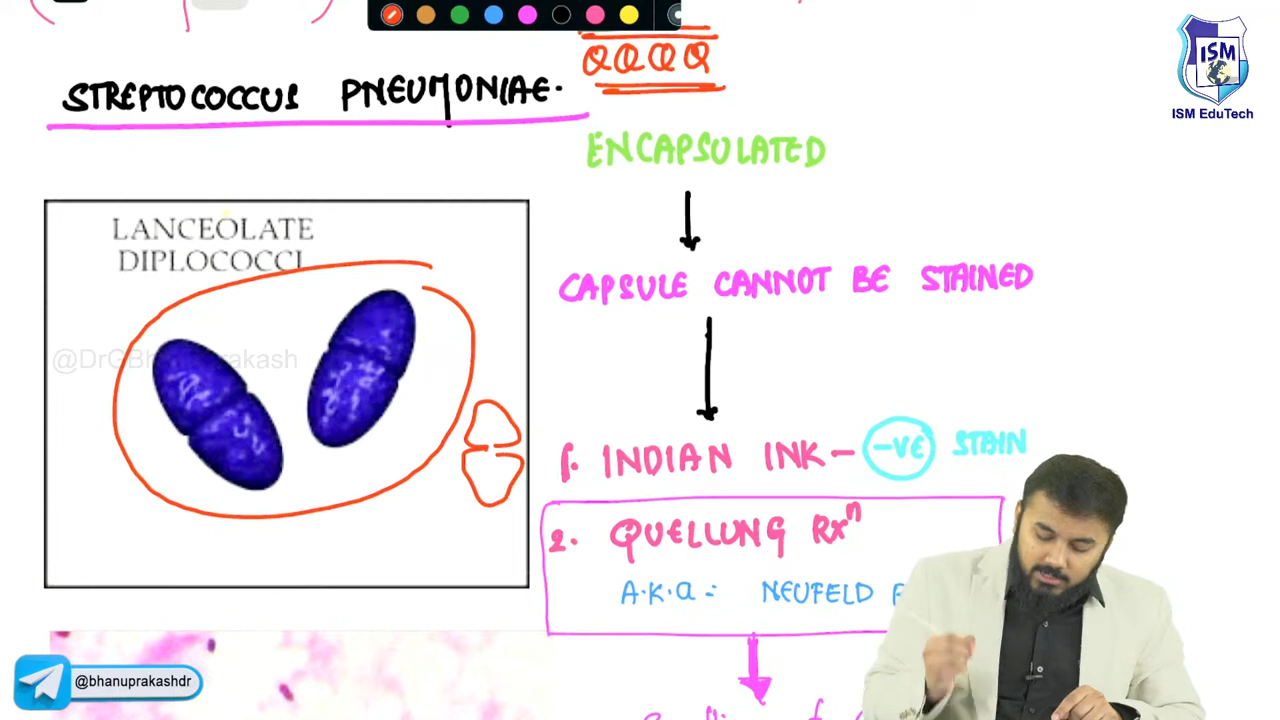 QQQQ
STREPTOCOCCUS PNEUMONIAE.
ENCAPSULATED
LANCEOLATE
DIPLOCOCCI
CAPSULE CANNOT BE STAINED
@DrGBhanuprakash
1. INDIAN INK - -VE STAIN
2. QUELLUNG Rxn
A.K.A = NEUFELD
@bhanuprakashdr
ISM
ISM EduTech